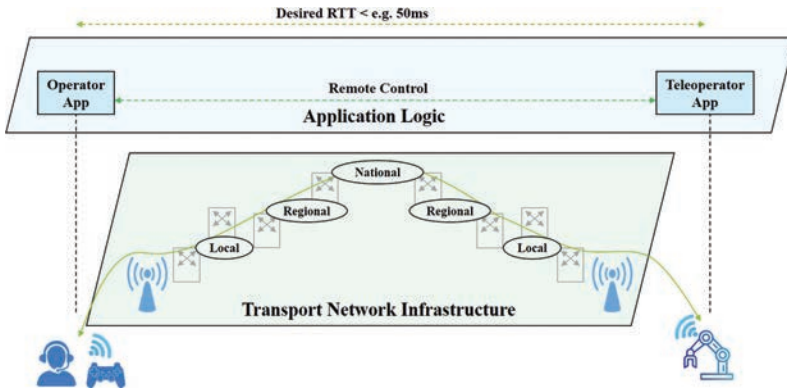 Desired RTT < e.g. 50ms
Operator
App
Remote Control
Teleoperator
App
Application Logic
National
Regional
Regional
Local
Local
Transport Network Infrastructure